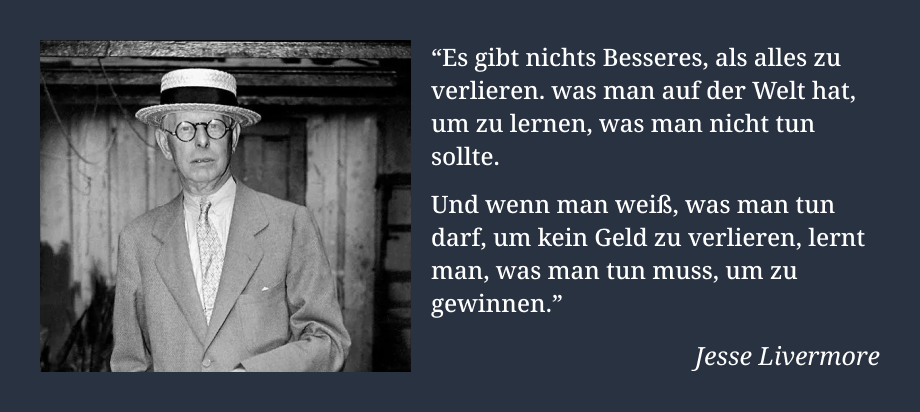 “Es gibt nichts Besseres, als alles zu
verlieren. was man auf der Welt hat,
um zu lernen, was man nicht tun
sollte.
Und wenn man weiß, was man tun
darf, um kein Geld zu verlieren, lernt
man, was man tun muss, um zu
gewinnen.”
Jesse Livermore